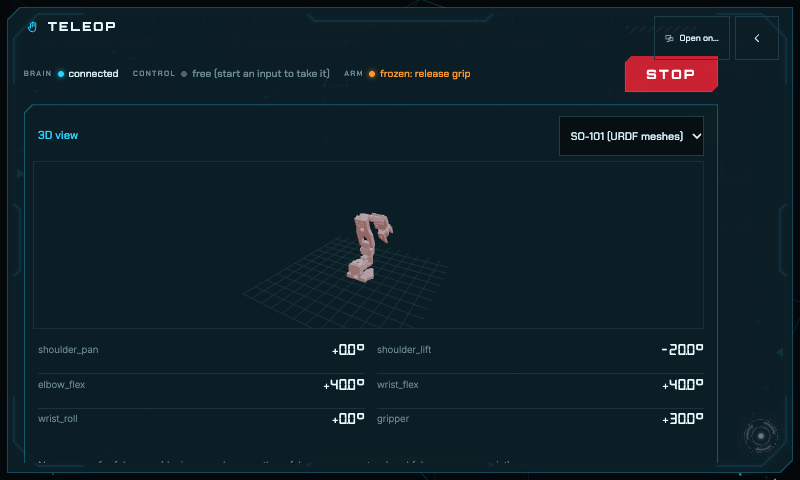 TELEOP
Open on...
BRAIN connected CONTROL free (start an input to take it) ARM frozen: release grip
STOP
3D view
SO-101 (URDF meshes)
shoulder_pan +0.0°
shoulder_lift -20.0°
elbow_flex +40.0°
wrist_flex +40.0°
wrist_roll +0.0°
gripper +30.0°